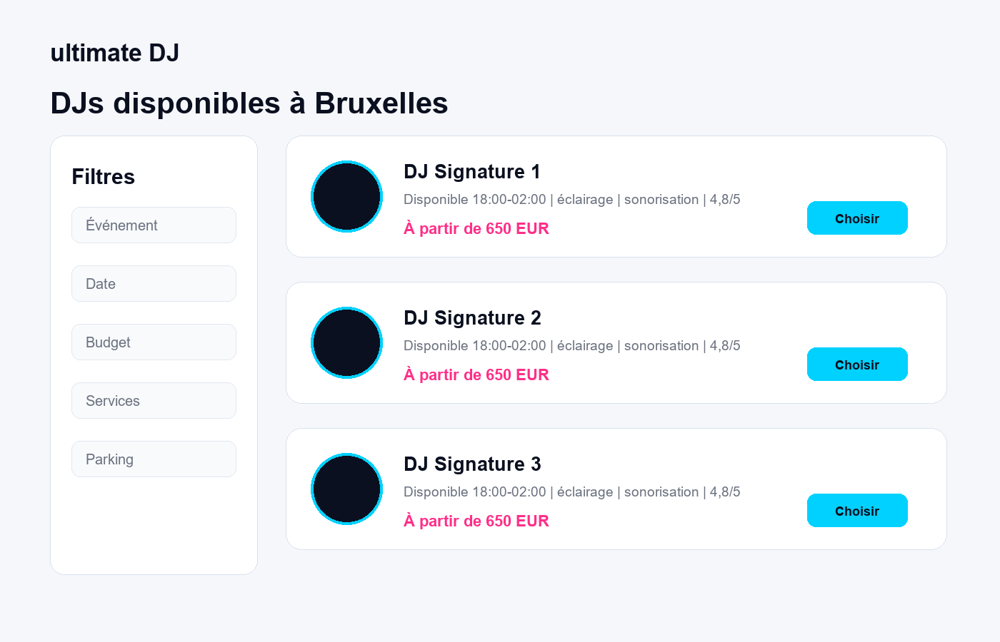 ultimate DJ
DJs disponibles à Bruxelles
Filtres
Événement
Date
Budget
Services
Parking
DJ Signature 1
Disponible 18:00-02:00 | éclairage | sonorisation | 4,8/5
À partir de 650 EUR
Choisir
DJ Signature 2
Disponible 18:00-02:00 | éclairage | sonorisation | 4,8/5
À partir de 650 EUR
Choisir
DJ Signature 3
Disponible 18:00-02:00 | éclairage | sonorisation | 4,8/5
À partir de 650 EUR
Choisir